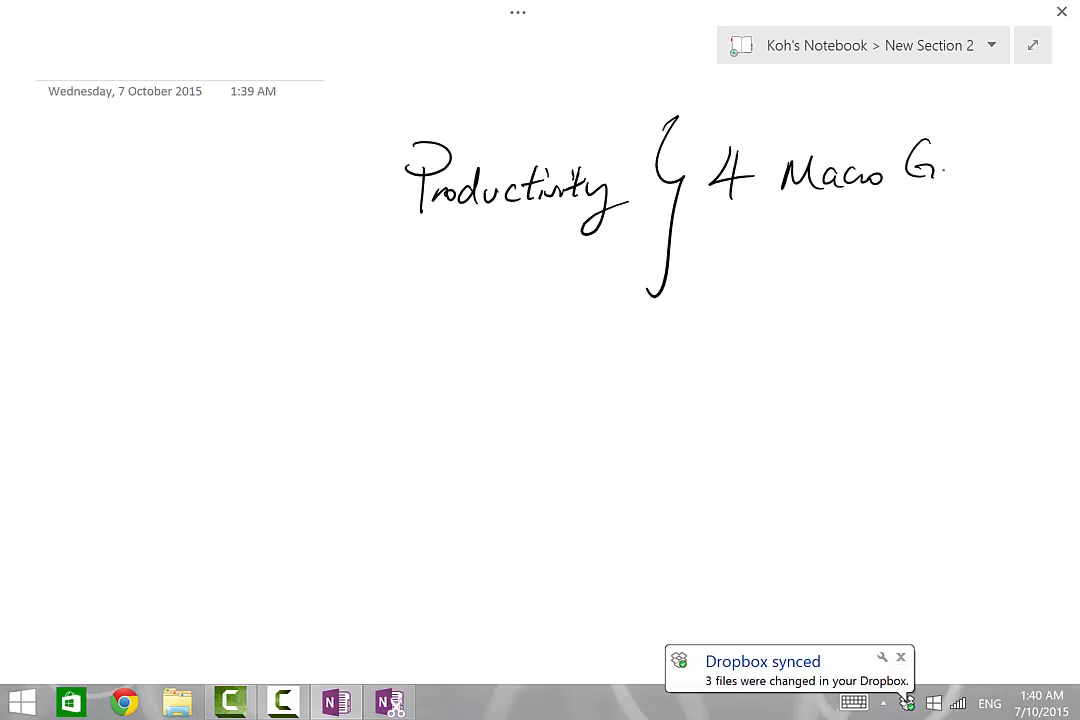 Koh's Notebook > New Section 2
Wednesday, 7 October 2015 1:39 AM
Productivity } 4 Macro G.
Dropbox synced
3 files were changed in your Dropbox.
ENG
1:40 AM
7/10/2015